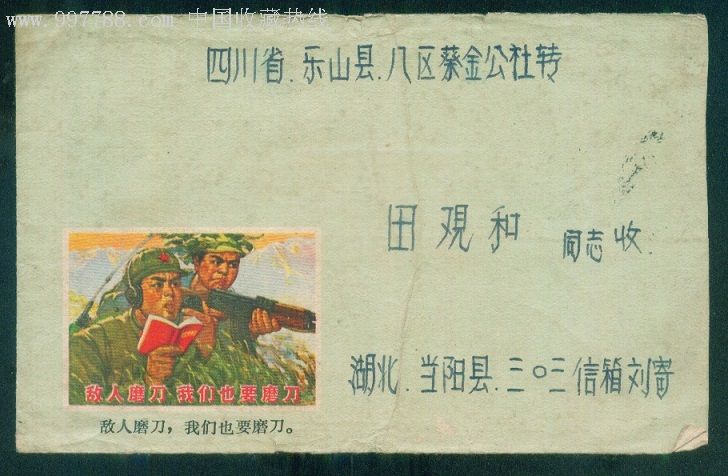 www.997788.com 中国收藏热线
四川省.乐山县.八区蔡金公社转
田观和 同志收.
敌人磨刀 我们也要磨刀
敌人磨刀，我们也要磨刀。
湖北.当阳县.三〇三信箱刘寄